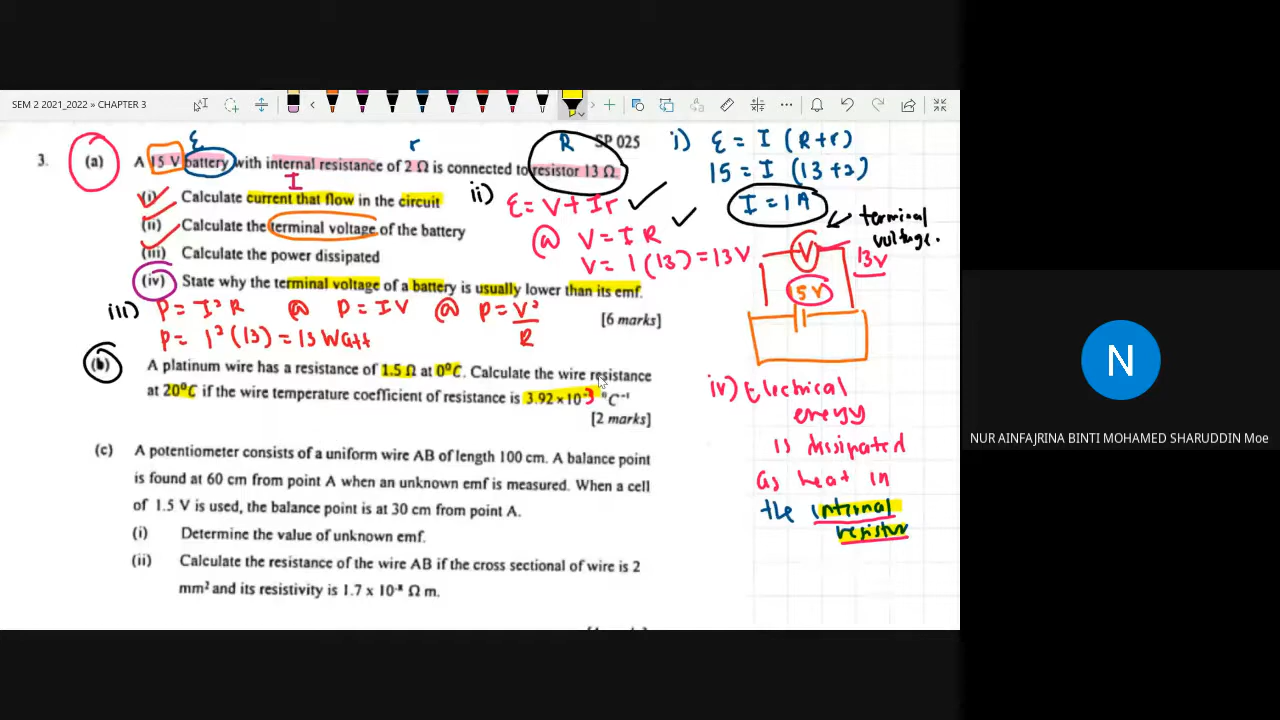 SEM 2 2021_2022 » CHAPTER 3
SP 025
3. (a) A 15 V battery with internal resistance of 2 Ω is connected to resistor 13 Ω.
ε
r
R
I
(i) Calculate current that flow in the circuit
(ii) Calculate the terminal voltage of the battery
(iii) Calculate the power dissipated
(iv) State why the terminal voltage of a battery is usually lower than its emf.
[6 marks]
i) ε = I (R+r)
15 = I (13+2)
I = 1 A
ii) ε = V + Ir
@ V = I R
V = 1 (13) = 13 V
terminal
voltage.
V
13V
15 V
iii) P = I² R @ P = IV @ P = V²/R
P = 1² (13) = 13 Watt
(b) A platinum wire has a resistance of 1.5 Ω at 0⁰C. Calculate the wire resistance
at 20⁰C if the wire temperature coefficient of resistance is 3.92 x 10⁻³ ⁰C⁻¹
[2 marks]
iv) Electrical
energy
is dissipated
as heat in
the internal
resistor
(c) A potentiometer consists of a uniform wire AB of length 100 cm. A balance point
is found at 60 cm from point A when an unknown emf is measured. When a cell
of 1.5 V is used, the balance point is at 30 cm from point A.
(i) Determine the value of unknown emf.
(ii) Calculate the resistance of the wire AB if the cross sectional of wire is 2
mm² and its resistivity is 1.7 x 10⁻⁸ Ω m.
N
NUR AINFAJRINA BINTI MOHAMED SHARUDDIN Moe